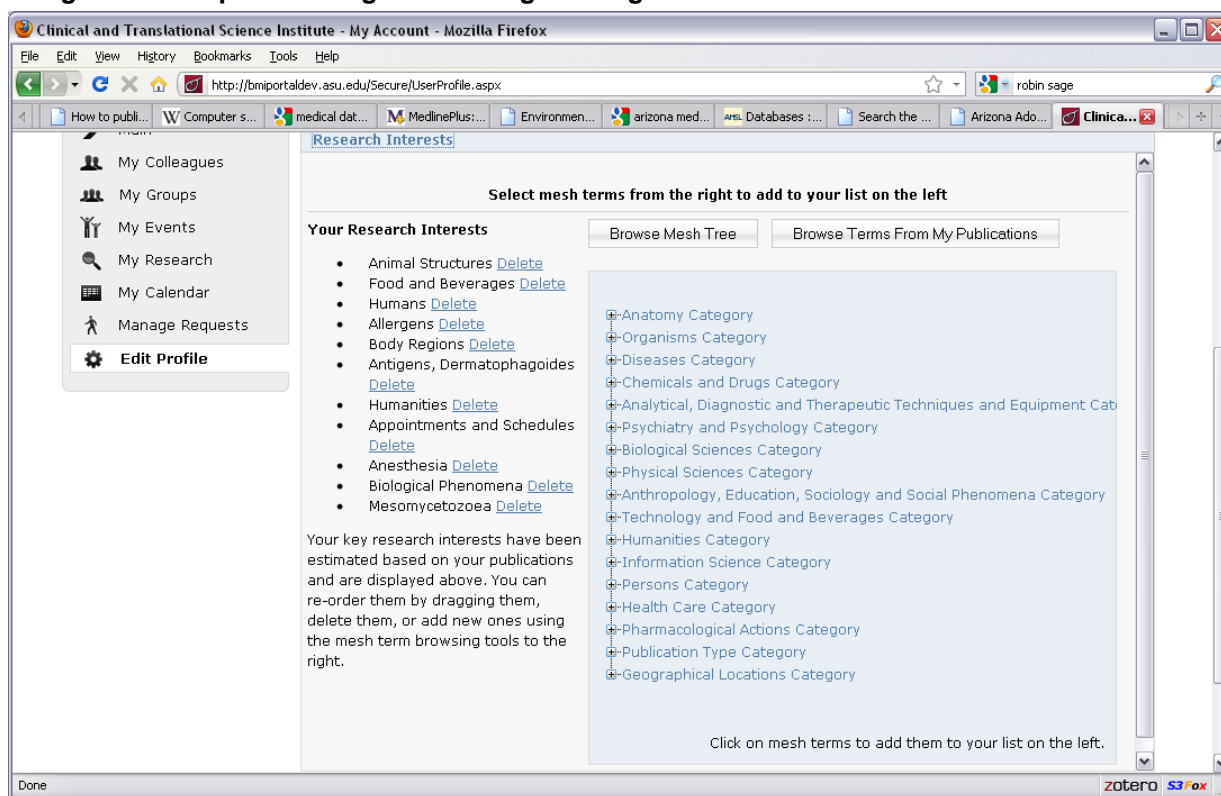 Clinical and Translational Science Institute - My Account - Mozilla Firefox
File Edit View History Bookmarks Tools Help
http://bmiportaldev.asu.edu/Secure/UserProfile.aspx
robin sage
How to publi...
Computer s...
medical dat...
MedlinePlus:...
Environmen...
arizona med...
AHSL Databases :...
Search the ...
Arizona Ado...
Clinica...
My Colleagues
My Groups
My Events
My Research
My Calendar
Manage Requests
Edit Profile
Research Interests
Select mesh terms from the right to add to your list on the left
Your Research Interests
Animal Structures Delete
Food and Beverages Delete
Humans Delete
Allergens Delete
Body Regions Delete
Antigens, Dermatophagoides
Delete
Humanities Delete
Appointments and Schedules
Delete
Anesthesia Delete
Biological Phenomena Delete
Mesomycetozoea Delete
Your key research interests have been
estimated based on your publications
and are displayed above. You can
re-order them by dragging them,
delete them, or add new ones using
the mesh term browsing tools to the
right.
Browse Mesh Tree
Browse Terms From My Publications
Anatomy Category
Organisms Category
Diseases Category
Chemicals and Drugs Category
Analytical, Diagnostic and Therapeutic Techniques and Equipment Cat
Psychiatry and Psychology Category
Biological Sciences Category
Physical Sciences Category
Anthropology, Education, Sociology and Social Phenomena Category
Technology and Food and Beverages Category
Humanities Category
Information Science Category
Persons Category
Health Care Category
Pharmacological Actions Category
Publication Type Category
Geographical Locations Category
Click on mesh terms to add them to your list on the left.
Done
zotero S3Fox